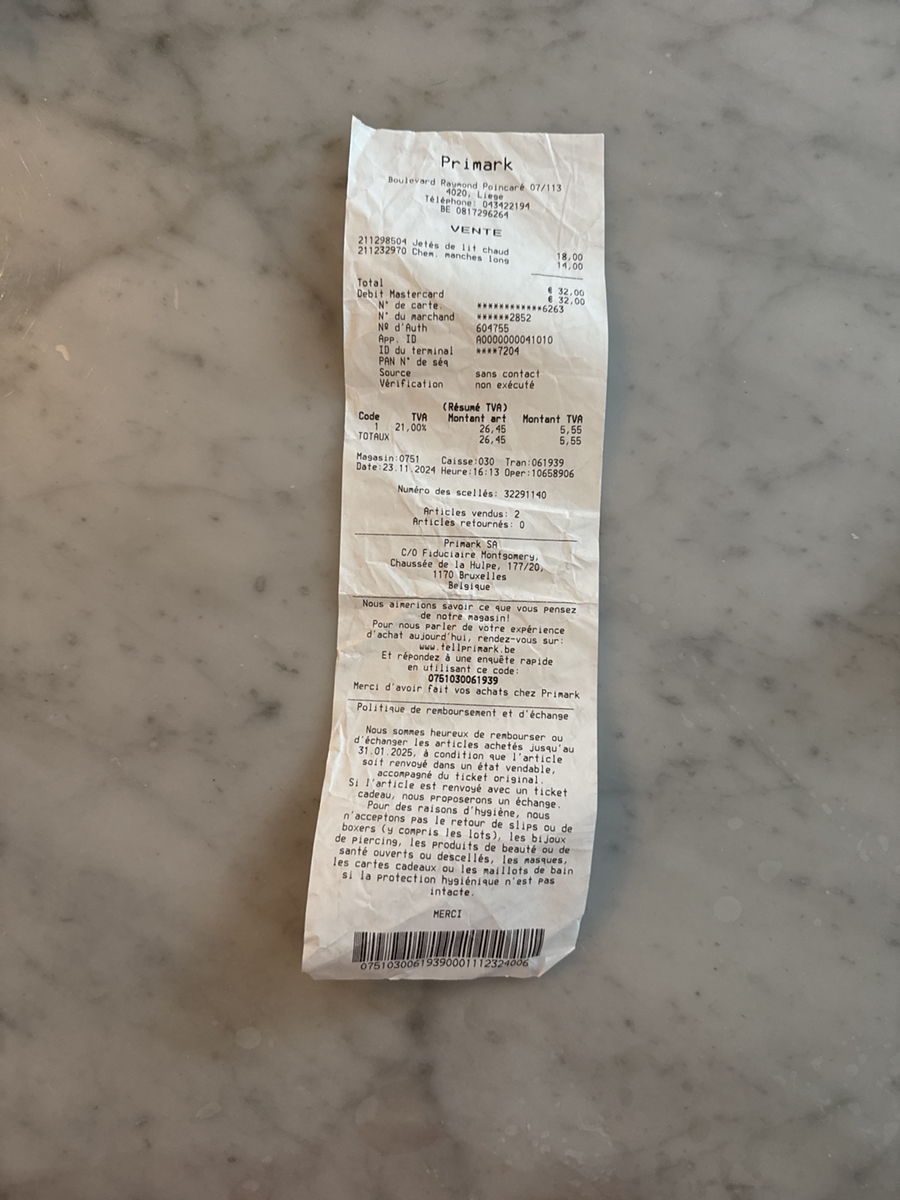 Primark
Boulevard Raymond Poincaré 07/113
4020, Liege
Téléphone: 043422194
BE 0817296264
VENTE
211298504 Jetés de lit chaud 18,00
211232970 Chem. manches long 14,00
Total € 32,00
Debit Mastercard € 32,00
N° de carte. ************6263
N° du marchand ******2852
Nº d'Auth 604755
App. ID A0000000041010
ID du terminal ****7204
PAN N° de séq
Source sans contact
Vérification non exécuté
(Résumé TVA)
Code TVA Montant art Montant TVA
1 21,00% 26,45 5,55
TOTAUX 26,45 5,55
Magasin:0751 Caisse:030 Tran:061939
Date:23.11.2024 Heure:16:13 Oper:10658906
Numéro des scellés: 32291140
Articles vendus: 2
Articles retournés: 0
Primark SA
C/O Fiduciaire Montgomery,
Chaussée de la Hulpe, 177/20,
1170 Bruxelles
Belgique
Nous aimerions savoir ce que vous pensez
de notre magasin!
Pour nous parler de votre expérience
d'achat aujourd'hui, rendez-vous sur:
www.tellprimark.be
Et répondez à une enquête rapide
en utilisant ce code:
0751030061939
Merci d'avoir fait vos achats chez Primark
Politique de remboursement et d'échange
Nous sommes heureux de rembourser ou
d'échanger les articles achetés jusqu'au
31.01.2025, à condition que l'article
soit renvoyé dans un état vendable,
accompagné du ticket original.
Si l'article est renvoyé avec un ticket
cadeau, nous proposerons un échange.
Pour des raisons d'hygiène, nous
n'acceptons pas le retour de slips ou de
boxers (y compris les lots), les bijoux
de piercing, les produits de beauté ou de
santé ouverts ou descellés, les masques,
les cartes cadeaux ou les maillots de bain
si la protection hygiénique n'est pas
intacte.
MERCI
07510300619390001112324006